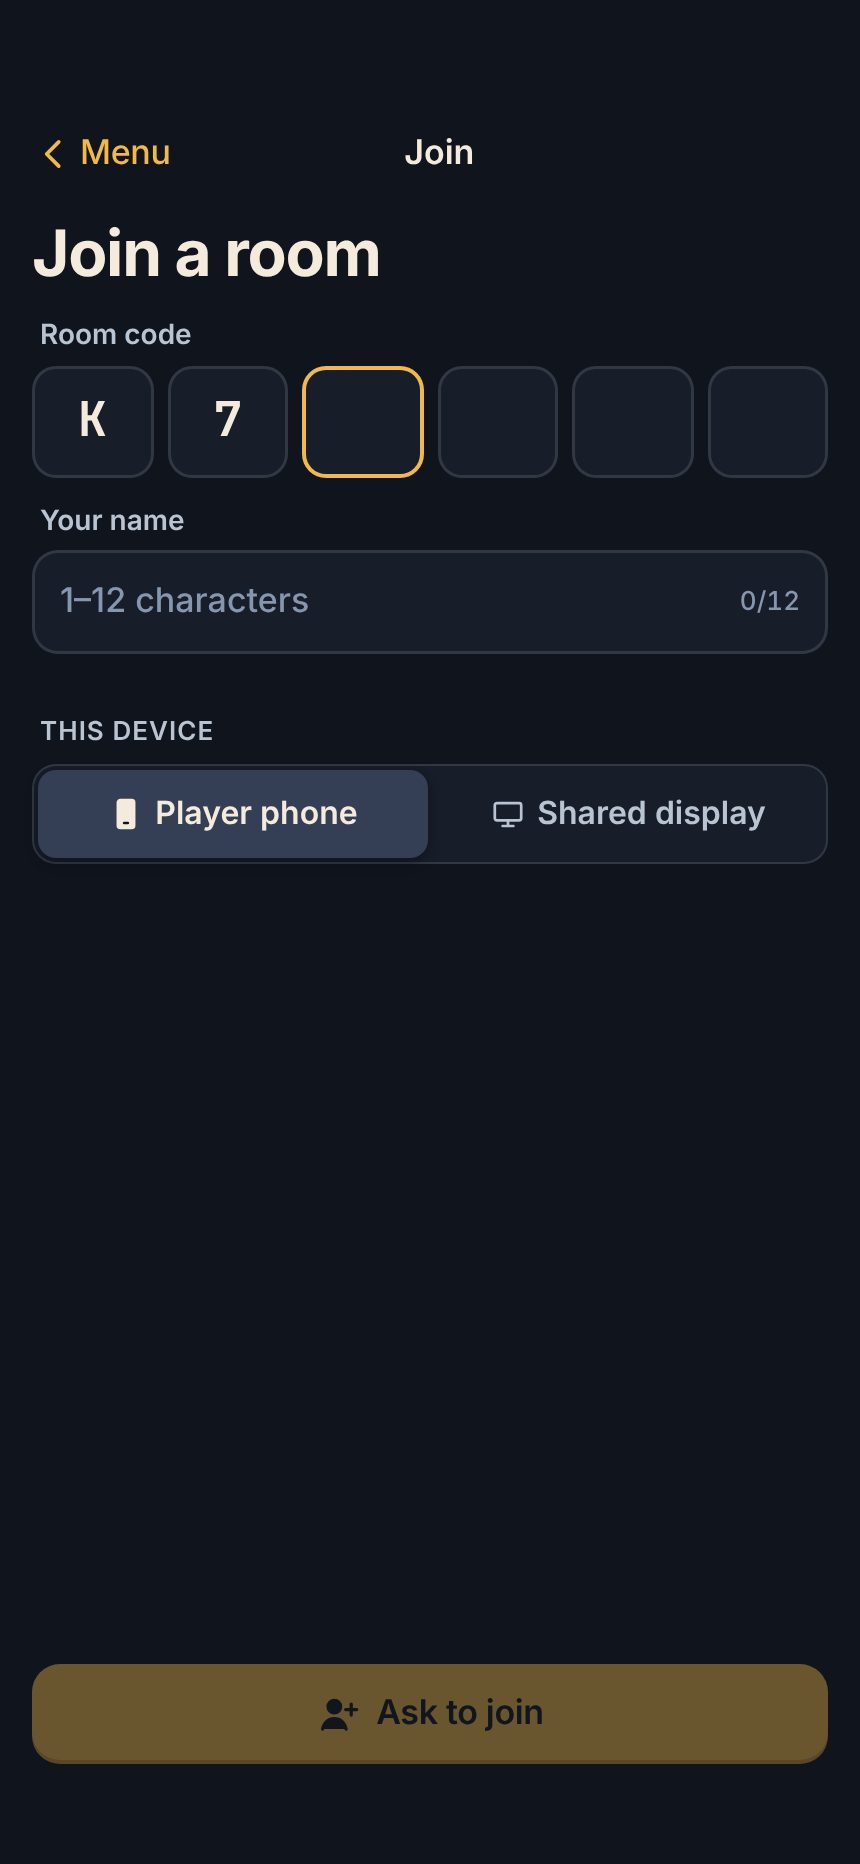 Menu
Join
Join a room
Room code
K 7
Your name
1–12 characters 0/12
THIS DEVICE
Player phone Shared display
Ask to join